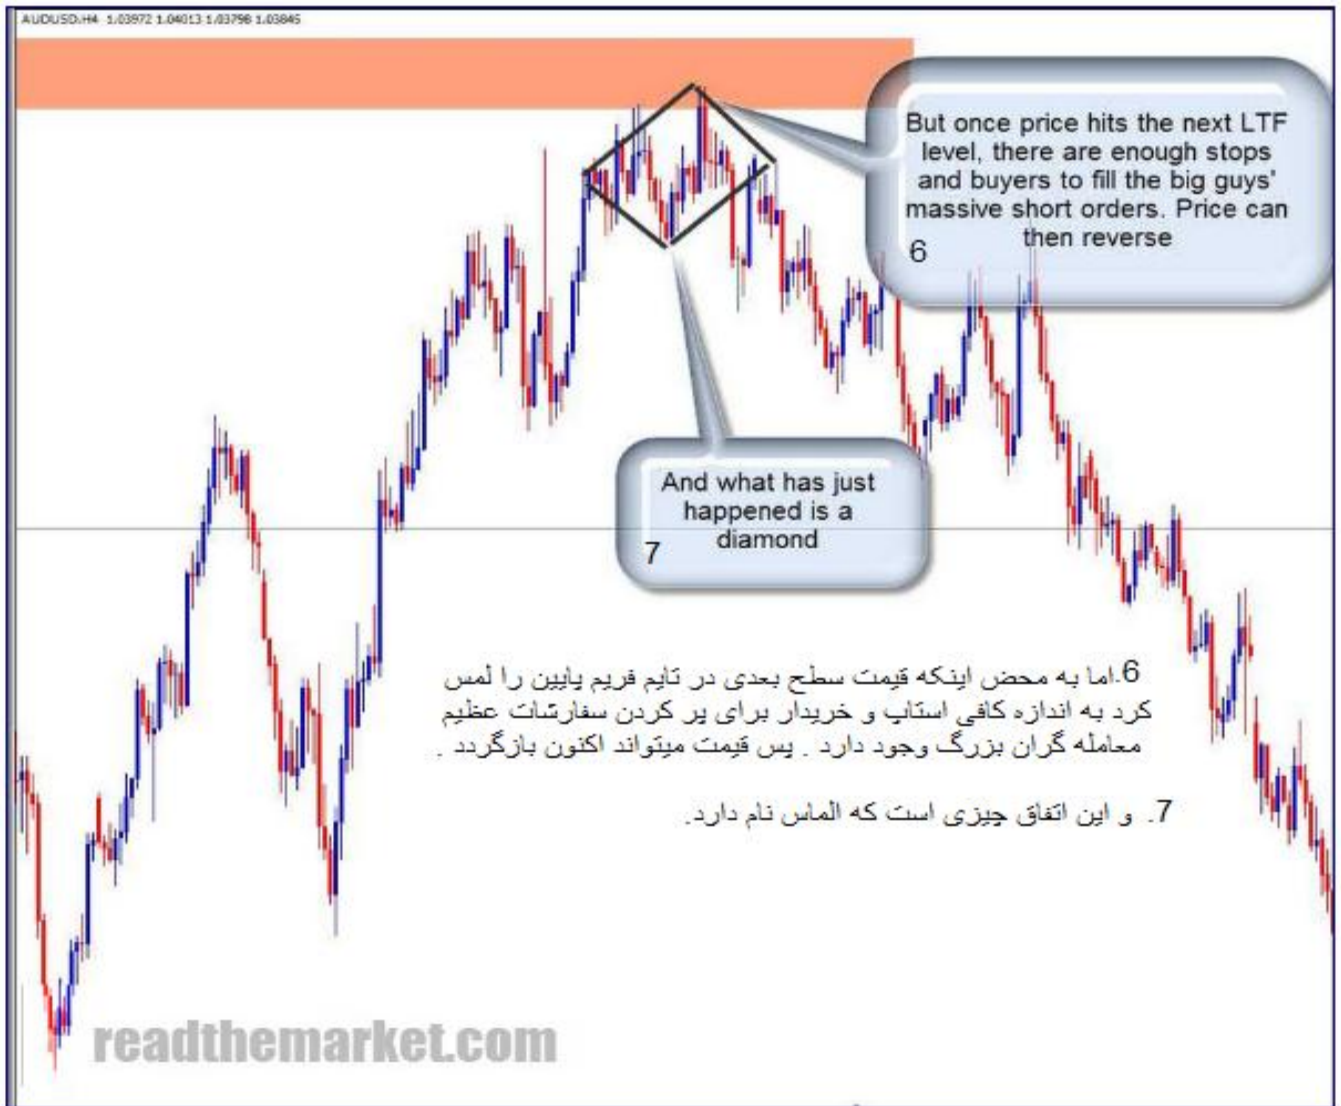 AUDUSD,H4 1.03972 1.04013 1.03798 1.03845
But once price hits the next LTF
level, there are enough stops
and buyers to fill the big guys'
massive short orders. Price can
then reverse
6
And what has just
happened is a
diamond
7
6.اما به محض اینکه قیمت سطح بعدی در تایم فریم پایین را لمس
کرد به اندازه کافی استاپ و خریدار برای پر کردن سفارشات عظیم
معامله گران بزرگ وجود دارد . پس قیمت میتواند اکنون بازگردد .
7. و این اتفاق چیزی است که الماس نام دارد.
readthemarket.com